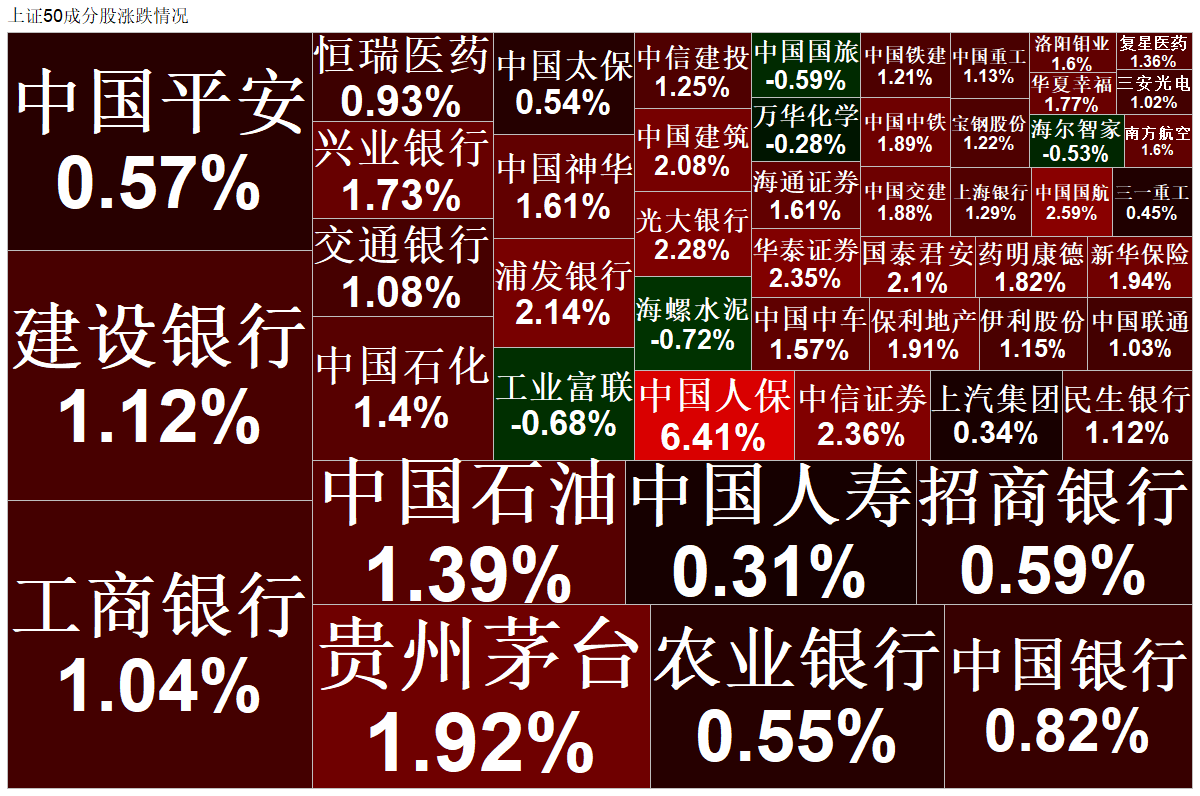 上证50成分股涨跌情况
中国平安
0.57%
建设银行
1.12%
工商银行
1.04%
恒瑞医药
0.93%
兴业银行
1.73%
交通银行
1.08%
中国石化
1.4%
中国太保
0.54%
中国神华
1.61%
浦发银行
2.14%
工业富联
-0.68%
中信建投
1.25%
中国建筑
2.08%
光大银行
2.28%
海螺水泥
-0.72%
中国国旅
-0.59%
万华化学
-0.28%
海通证券
1.61%
华泰证券
2.35%
中国铁建
1.21%
中国中铁
1.89%
中国交建
1.88%
中国重工
1.13%
宝钢股份
1.22%
上海银行
1.29%
洛阳钼业
1.6%
华夏幸福
1.77%
复星医药
1.36%
三安光电
1.02%
海尔智家
-0.53%
南方航空
1.6%
中国国航
2.59%
三一重工
0.45%
国泰君安
2.1%
药明康德
1.82%
新华保险
1.94%
中国中车
1.57%
保利地产
1.91%
伊利股份
1.15%
中国联通
1.03%
中国人保
6.41%
中信证券
2.36%
上汽集团
0.34%
民生银行
1.12%
中国石油
1.39%
中国人寿
0.31%
招商银行
0.59%
贵州茅台
1.92%
农业银行
0.55%
中国银行
0.82%